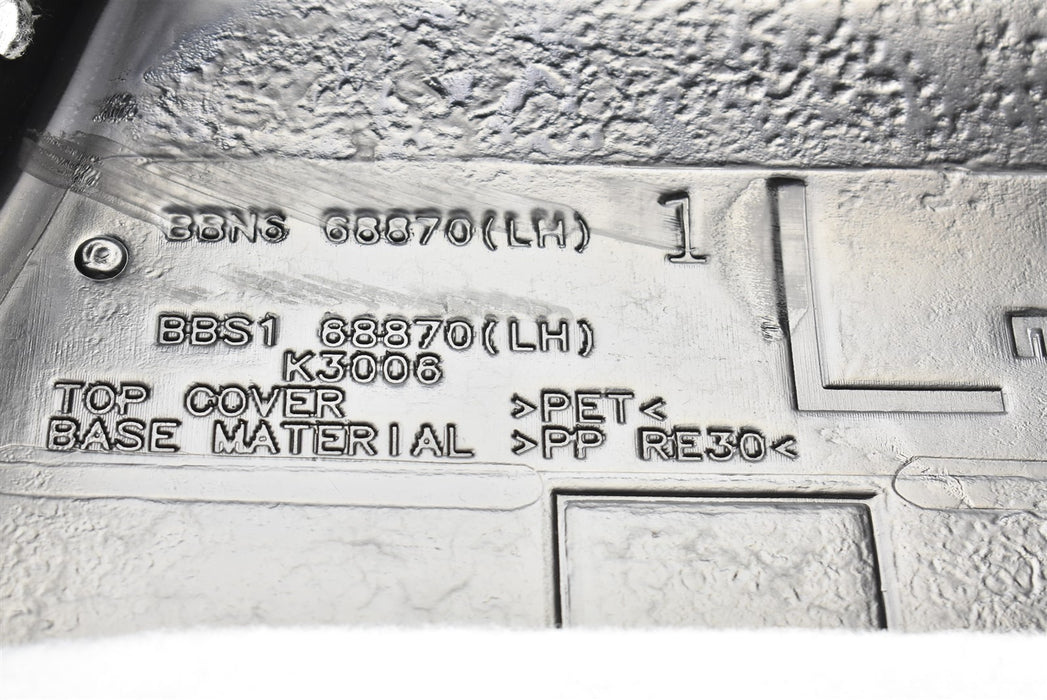 BBN6 68870(LH) 1
BBS1 68870(LH)
K3006
TOP COVER >PET<
BASE MATERIAL >PP RE30<